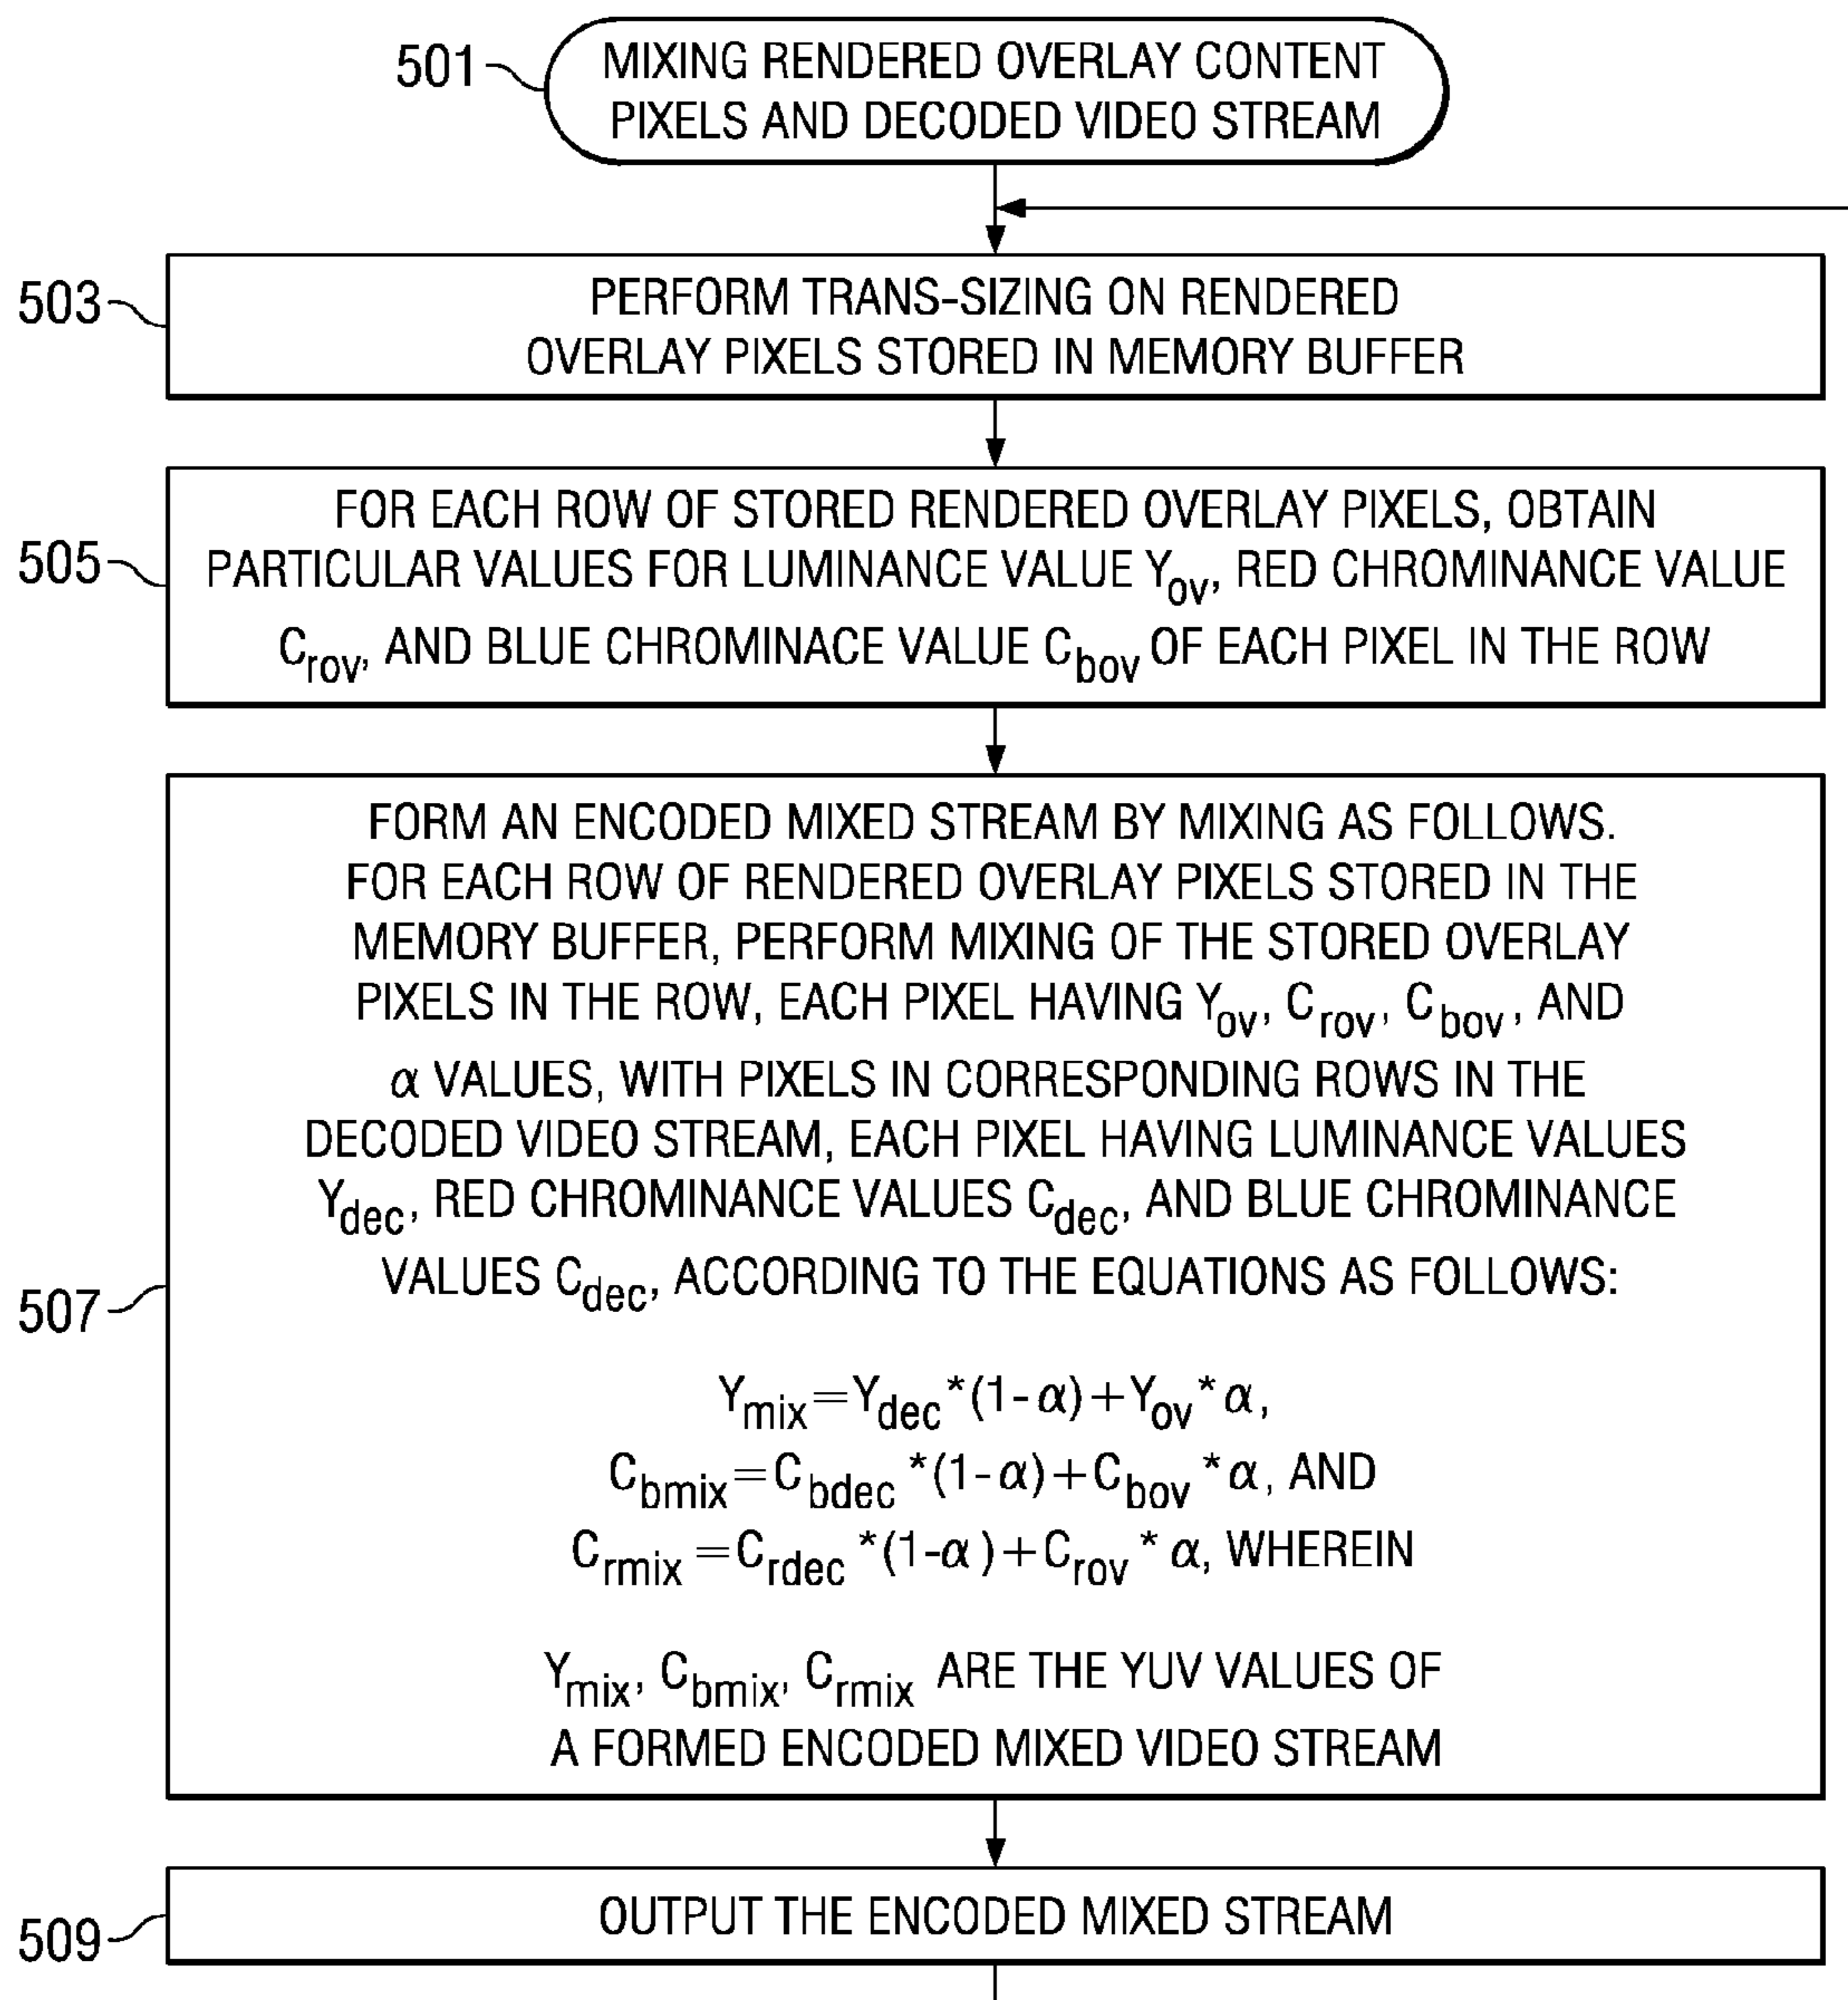 501
MIXING RENDERED OVERLAY CONTENT
PIXELS AND DECODED VIDEO STREAM
503
PERFORM TRANS-SIZING ON RENDERED
OVERLAY PIXELS STORED IN MEMORY BUFFER
505
FOR EACH ROW OF STORED RENDERED OVERLAY PIXELS, OBTAIN
PARTICULAR VALUES FOR LUMINANCE VALUE Yov, RED CHROMINANCE VALUE
Crov, AND BLUE CHROMINACE VALUE Cbov OF EACH PIXEL IN THE ROW
507
FORM AN ENCODED MIXED STREAM BY MIXING AS FOLLOWS.
FOR EACH ROW OF RENDERED OVERLAY PIXELS STORED IN THE
MEMORY BUFFER, PERFORM MIXING OF THE STORED OVERLAY
PIXELS IN THE ROW, EACH PIXEL HAVING Yov, Crov, Cbov, AND
α VALUES, WITH PIXELS IN CORRESPONDING ROWS IN THE
DECODED VIDEO STREAM, EACH PIXEL HAVING LUMINANCE VALUES
Ydec, RED CHROMINANCE VALUES Cdec, AND BLUE CHROMINANCE
VALUES Cdec, ACCORDING TO THE EQUATIONS AS FOLLOWS:
Ymix=Ydec*(1-α)+Yov*α,
Cbmix=Cbdec*(1-α)+Cbov*α, AND
Crmix=Crdec*(1-α)+Crov*α, WHEREIN
Ymix, Cbmix, Crmix ARE THE YUV VALUES OF
A FORMED ENCODED MIXED VIDEO STREAM
509
OUTPUT THE ENCODED MIXED STREAM